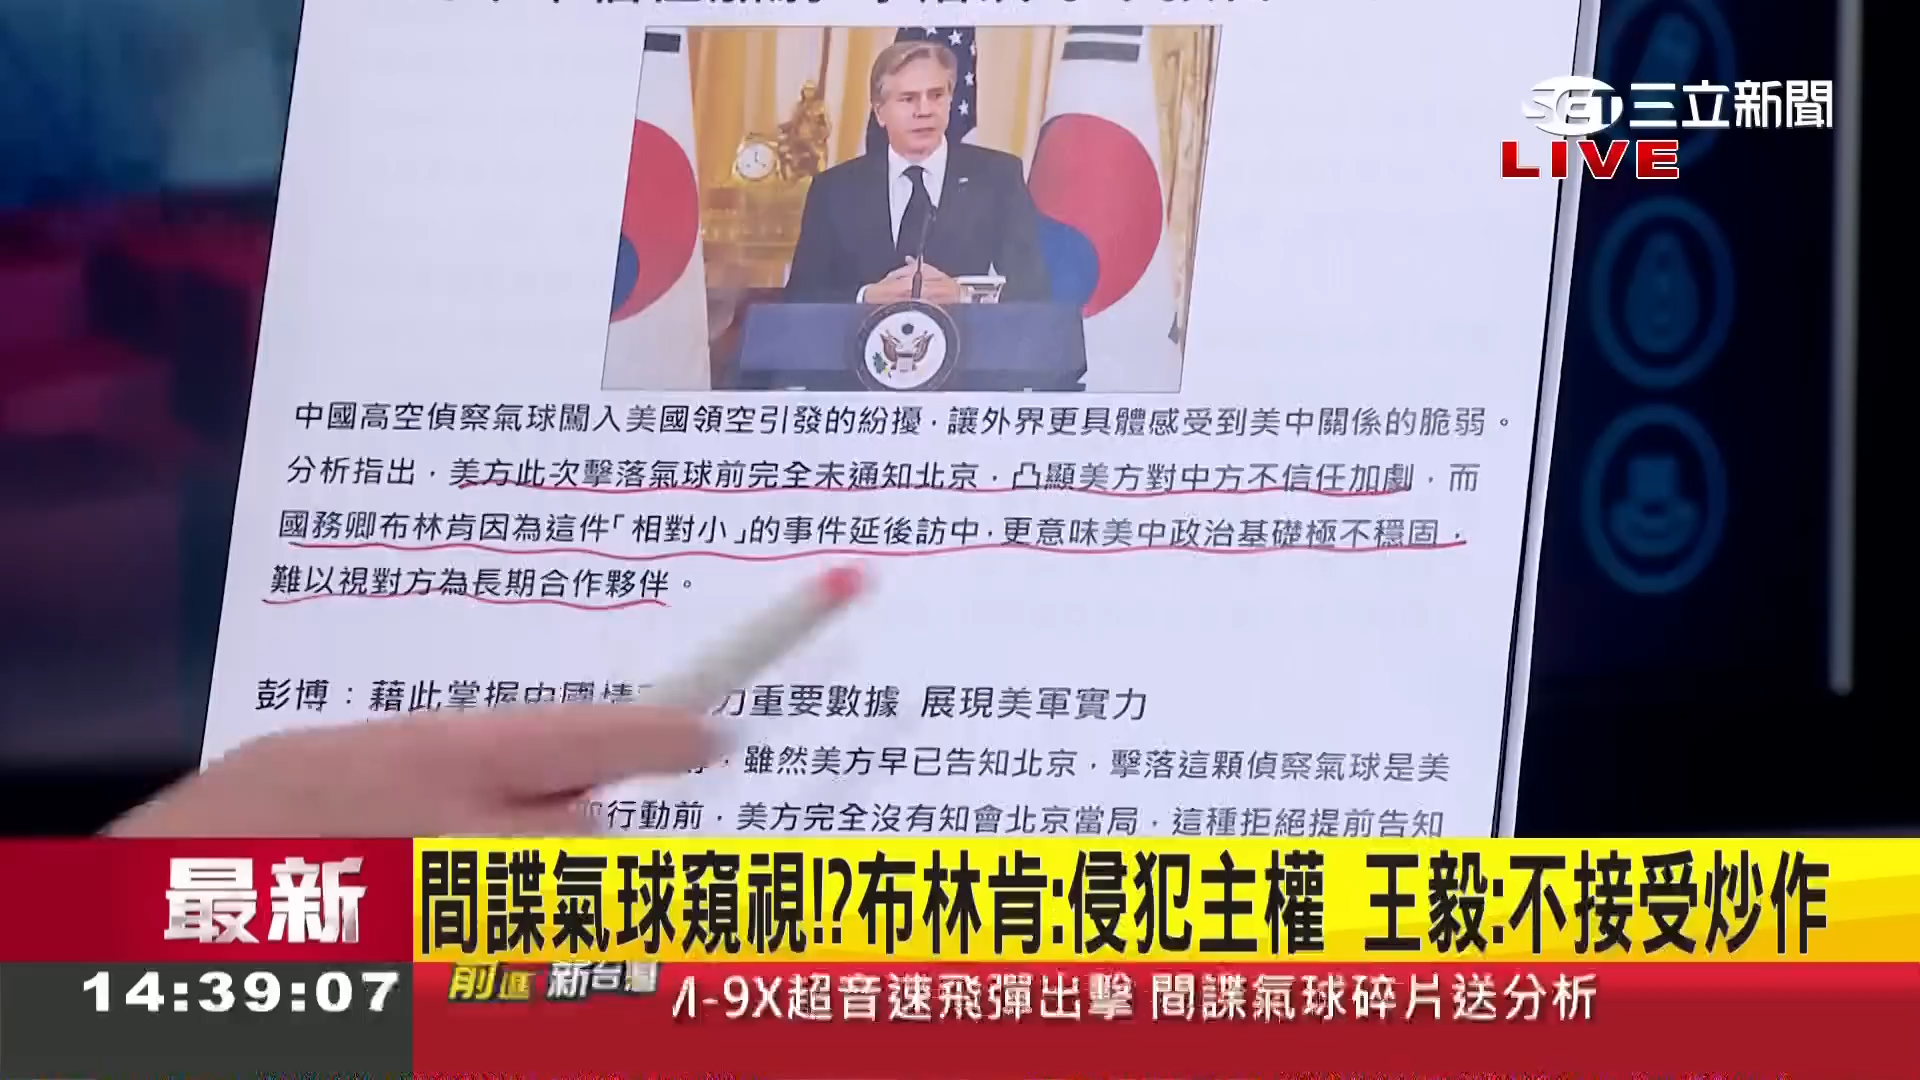 SET三立新聞
LIVE
中國高空偵察氣球闖入美國領空引發的紛擾，讓外界更具體感受到美中關係的脆弱。
分析指出，美方此次擊落氣球前完全未通知北京，凸顯美方對中方不信任加劇，而
國務卿布林肯因為這件「相對小」的事件延後訪中，更意味美中政治基礎極不穩固，
難以視對方為長期合作夥伴。
彭博：藉此掌握中國情 力重要數據 展現美軍實力
，雖然美方早已告知北京，擊落這顆偵察氣球是美
行動前，美方完全沒有知會北京當局，這種拒絕提前告知
最新
間諜氣球窺視!?布林肯:侵犯主權 王毅:不接受炒作
14:39:07
前進新台灣
M-9X超音速飛彈出擊 間諜氣球碎片送分析